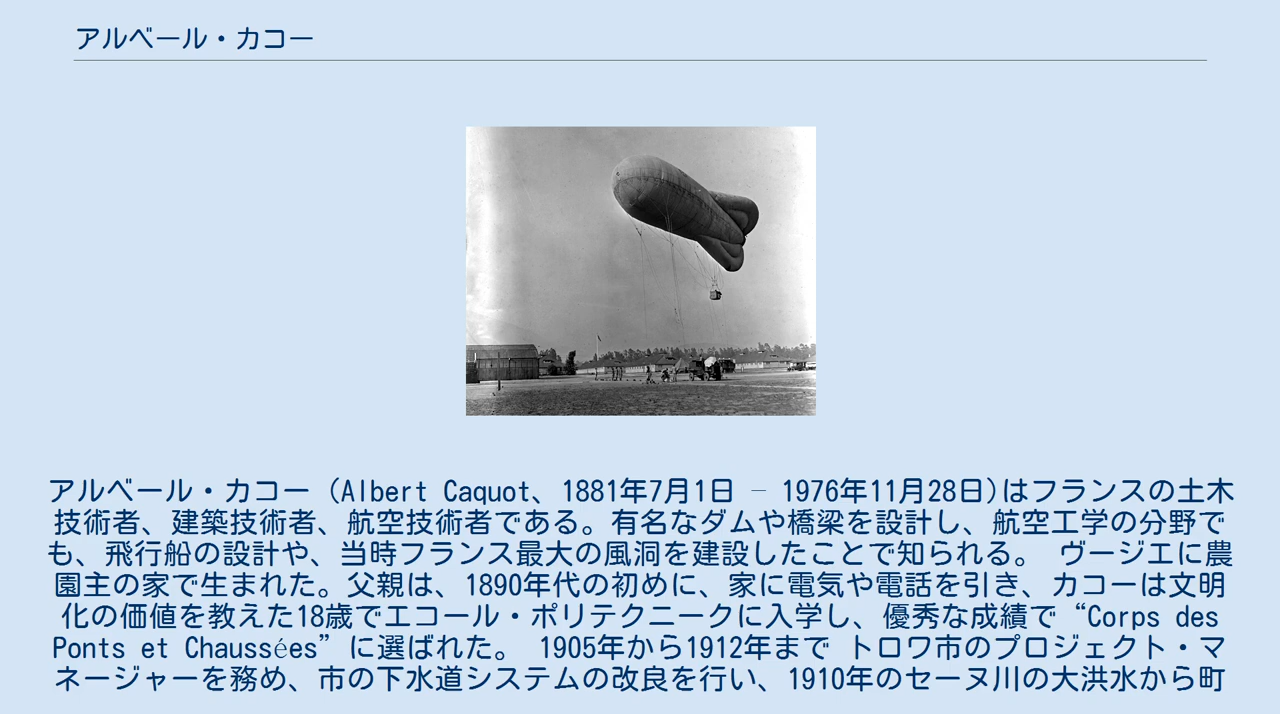 アルベール・カコー
アルベール・カコー (Albert Caquot、1881年7月1日 – 1976年11月28日)はフランスの土木
技術者、建築技術者、航空技術者である。有名なダムや橋梁を設計し、航空工学の分野で
も、飛行船の設計や、当時フランス最大の風洞を建設したことで知られる。 ヴージエに農
園主の家で生まれた。父親は、1890年代の初めに、家に電気や電話を引き、カコーは文明
化の価値を教えた18歳でエコール・ポリテクニークに入学し、優秀な成績で “Corps des
Ponts et Chaussées” に選ばれた。 1905年から1912年まで トロワ市のプロジェクト・マ
ネージャーを務め、市の下水道システムの改良を行い、1910年のセーヌ川の大洪水から町